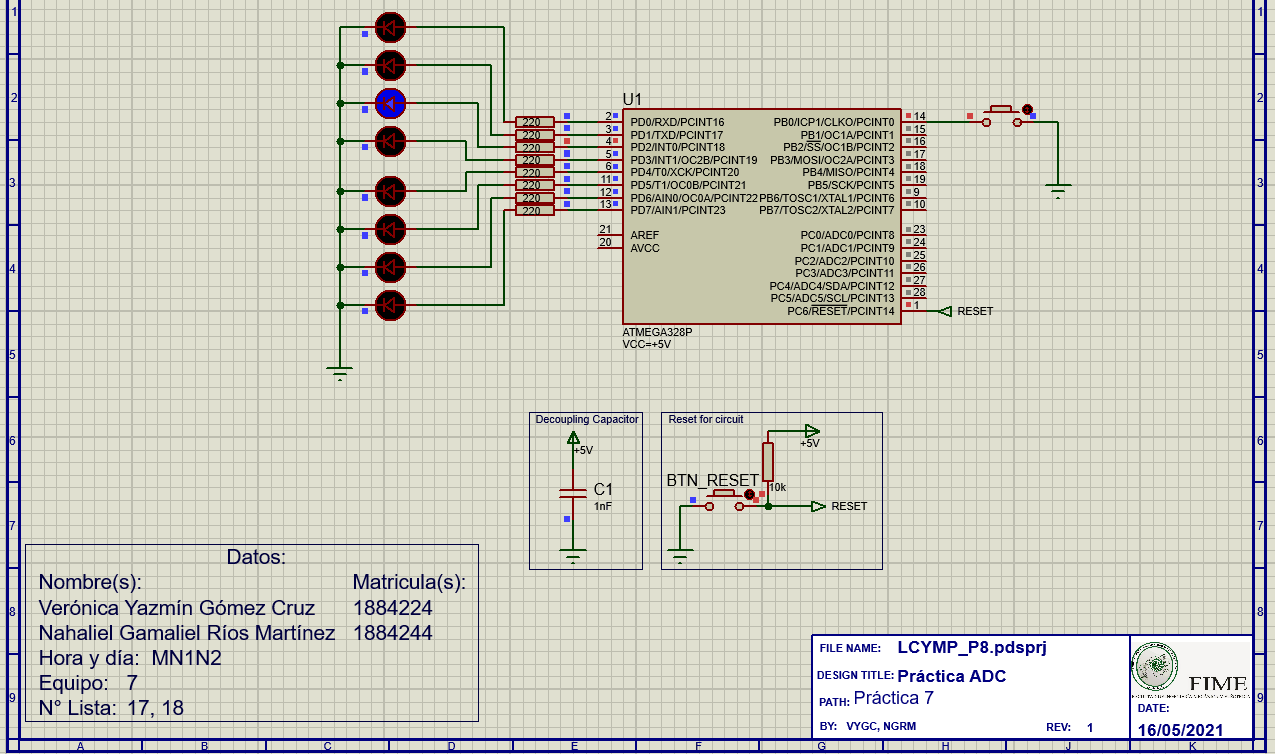 1
1
2
2
3
3
4
4
5
5
6
6
7
7
8
8
9
9
U1
220
220
220
220
220
220
220
220
2 PD0/RXD/PCINT16 PB0/ICP1/CLKO/PCINT0 14
3 PD1/TXD/PCINT17 PB1/OC1A/PCINT1 15
4 PD2/INT0/PCINT18 PB2/SS/OC1B/PCINT2 16
5 PD3/INT1/OC2B/PCINT19 PB3/MOSI/OC2A/PCINT3 17
6 PD4/T0/XCK/PCINT20 PB4/MISO/PCINT4 18
11 PD5/T1/OC0B/PCINT21 PB5/SCK/PCINT5 19
12 PD6/AIN0/OC0A/PCINT22 PB6/TOSC1/XTAL1/PCINT6 9
13 PD7/AIN1/PCINT23 PB7/TOSC2/XTAL2/PCINT7 10
21 AREF PC0/ADC0/PCINT8 23
20 AVCC PC1/ADC1/PCINT9 24
PC2/ADC2/PCINT10 25
PC3/ADC3/PCINT11 26
PC4/ADC4/SDA/PCINT12 27
PC5/ADC5/SCL/PCINT13 28
PC6/RESET/PCINT14 1 RESET
ATMEGA328P
VCC=+5V
Decoupling Capacitor
+5V
C1
1nF
Reset for circuit
+5V
BTN_RESET
10k
RESET
Datos:
Nombre(s): Matricula(s):
Verónica Yazmín Gómez Cruz 1884224
Nahaliel Gamaliel Ríos Martínez 1884244
Hora y día: MN1N2
Equipo: 7
N° Lista: 17, 18
FILE NAME: LCYMP_P8.pdsprj
DESIGN TITLE: Práctica ADC
PATH: Práctica 7
BY: VYGC, NGRM REV: 1
FIME
DATE:
16/05/2021
A B C D E F G H J K